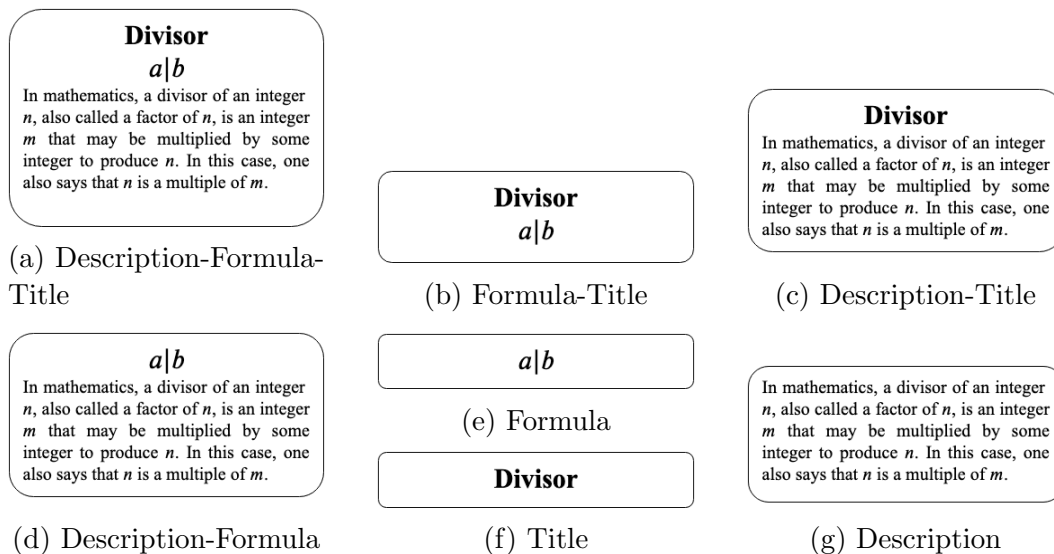 Divisor
a|b
In mathematics, a divisor of an integer
n, also called a factor of n, is an integer
m that may be multiplied by some
integer to produce n. In this case, one
also says that n is a multiple of m.
(a) Description-Formula-
Title
Divisor
a|b
(b) Formula-Title
Divisor
In mathematics, a divisor of an integer
n, also called a factor of n, is an integer
m that may be multiplied by some
integer to produce n. In this case, one
also says that n is a multiple of m.
(c) Description-Title
a|b
In mathematics, a divisor of an integer
n, also called a factor of n, is an integer
m that may be multiplied by some
integer to produce n. In this case, one
also says that n is a multiple of m.
(d) Description-Formula
a|b
(e) Formula
Divisor
(f) Title
In mathematics, a divisor of an integer
n, also called a factor of n, is an integer
m that may be multiplied by some
integer to produce n. In this case, one
also says that n is a multiple of m.
(g) Description